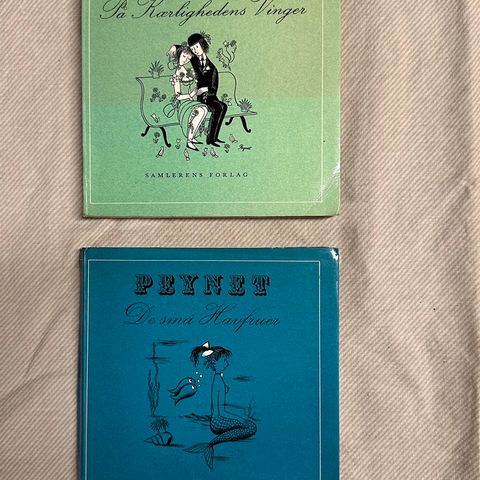 På Kærlighedens Vinger
Peynet
SAMLERENS FORLAG
PEYNET
De små Havfruer